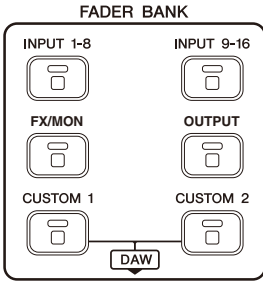 FADER BANK
INPUT 1-8 INPUT 9-16
FX/MON OUTPUT
CUSTOM 1 CUSTOM 2
DAW